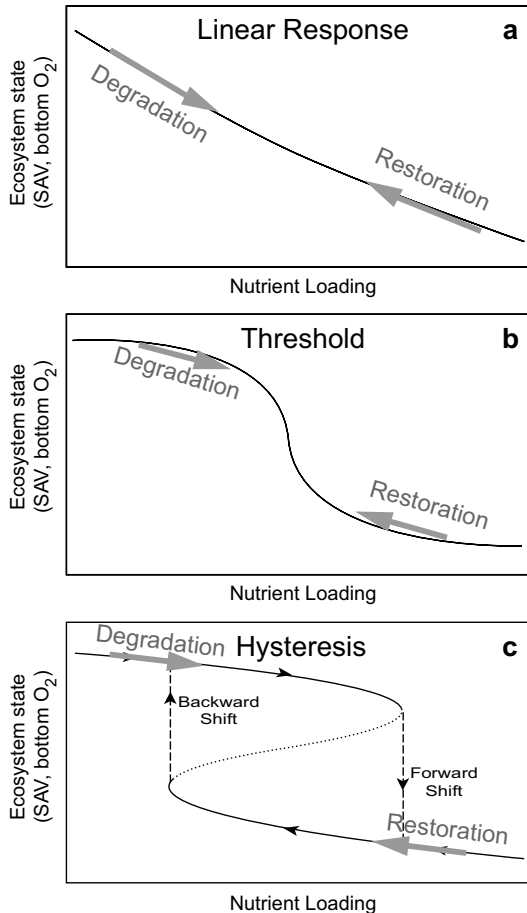 Linear Response
a
Ecosystem state
(SAV, bottom O2)
Degradation
Restoration
Nutrient Loading
Threshold
b
Ecosystem state
(SAV, bottom O2)
Degradation
Restoration
Nutrient Loading
Degradation
Hysteresis
c
Ecosystem state
(SAV, bottom O2)
Backward
Shift
Forward
Shift
Restoration
Nutrient Loading